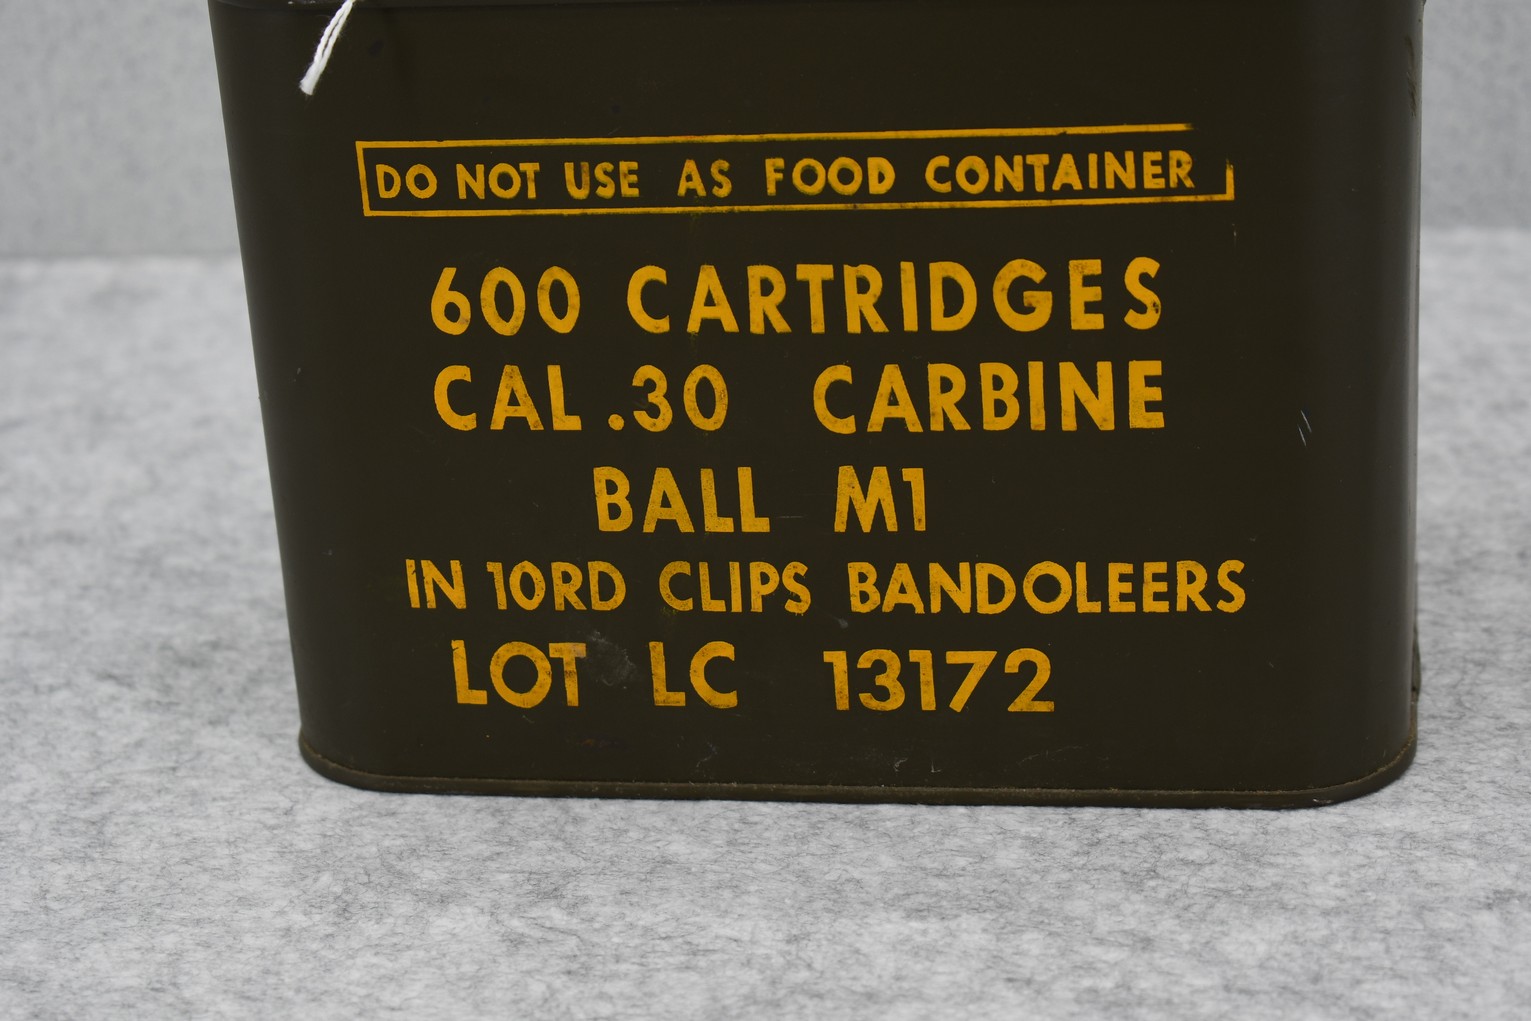 DO NOT USE AS FOOD CONTAINER
600 CARTRIDGES
CAL .30 CARBINE
BALL M1
IN 10RD CLIPS BANDOLEERS
LOT LC 13172